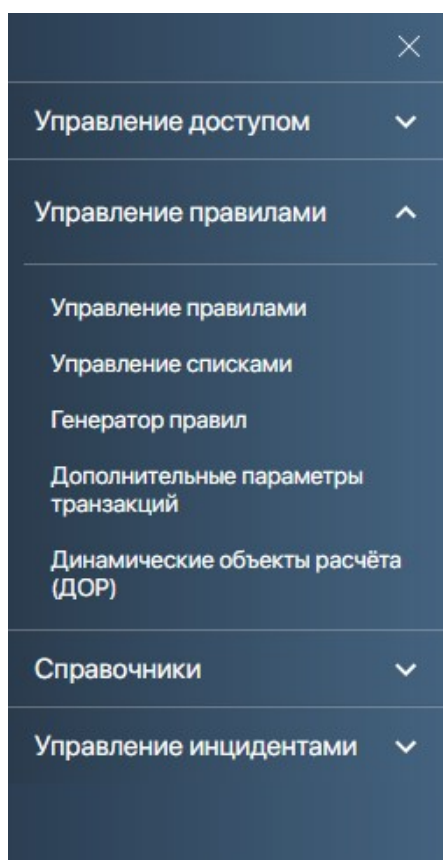 Управление доступом
Управление правилами
Управление правилами
Управление списками
Генератор правил
Дополнительные параметры
транзакций
Динамические объекты расчёта
(ДОР)
Справочники
Управление инцидентами